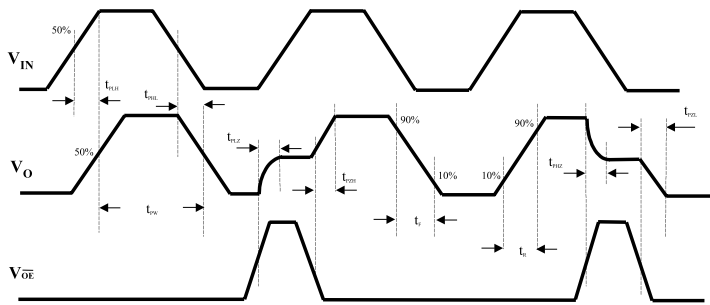 50%
V_IN
t_PLH
t_PHL
t_PZL
90%
90%
50%
t_PLZ
V_O
t_PHZ
10%
10%
t_PZH
t_PW
t_F
t_R
V_OE